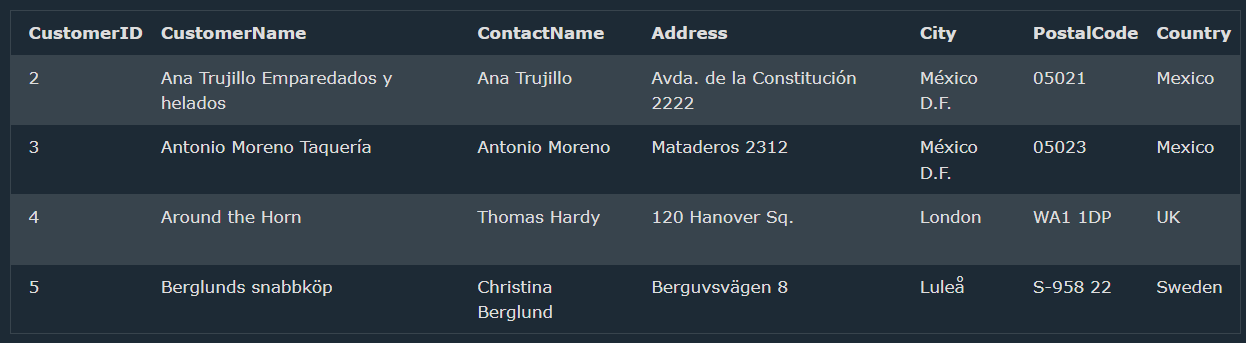 CustomerID CustomerName ContactName Address City PostalCode Country
2 Ana Trujillo Emparedados y Ana Trujillo Avda. de la Constitución México 05021 Mexico
helados 2222 D.F.
3 Antonio Moreno Taquería Antonio Moreno Mataderos 2312 México 05023 Mexico
D.F.
4 Around the Horn Thomas Hardy 120 Hanover Sq. London WA1 1DP UK
5 Berglunds snabbköp Christina Berguvsvägen 8 Luleå S-958 22 Sweden
Berglund